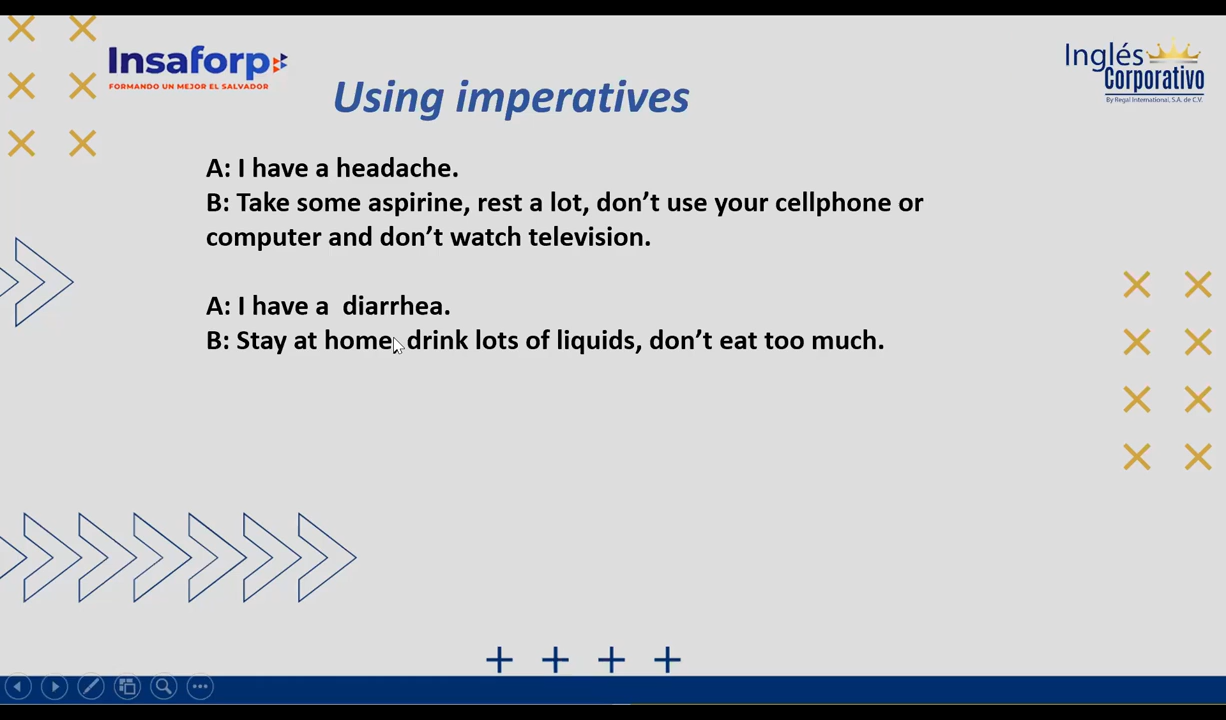 Insaforp
FORMANDO UN MEJOR EL SALVADOR
Inglés
Corporativo
By Regal International, S.A. de C.V.
Using imperatives
A: I have a headache.
B: Take some aspirine, rest a lot, don’t use your cellphone or
computer and don’t watch television.
A: I have a  diarrhea.
B: Stay at home, drink lots of liquids, don’t eat too much.